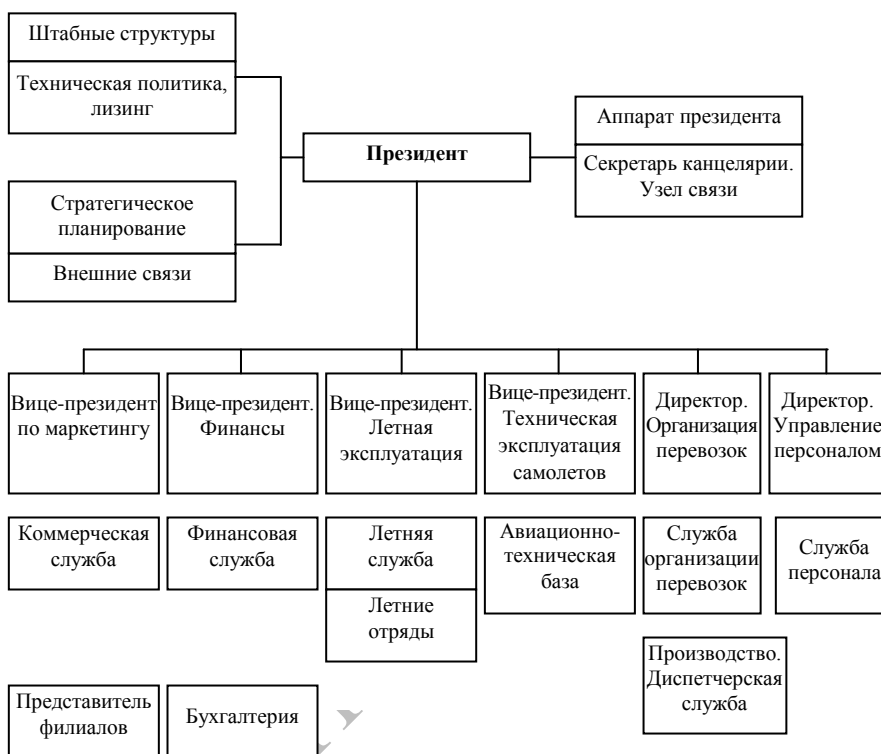 Штабные структуры
Техническая политика,
лизинг
Стратегическое
планирование
Внешние связи
Президент
Аппарат президента
Секретарь канцелярии.
Узел связи
Вице-президент
по маркетингу
Вице-президент.
Финансы
Вице-президент.
Летная
эксплуатация
Вице-президент.
Техническая
эксплуатация
самолетов
Директор.
Организация
перевозок
Директор.
Управление
персоналом
Коммерческая
служба
Финансовая
служба
Летняя
служба
Летние
отряды
Авиационно-
техническая
база
Служба
организации
перевозок
Служба
персонала
Производство.
Диспетчерская
служба
Представитель
филиалов
Бухгалтерия